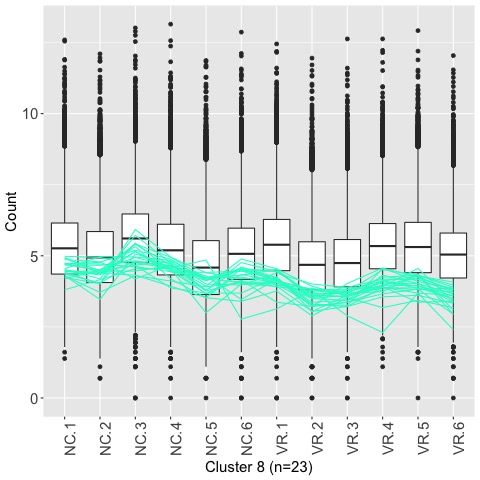 Count
10
5
0
NC.1
NC.2
NC.3
NC.4
NC.5
NC.6
VR.1
VR.2
VR.3
VR.4
VR.5
VR.6
Cluster 8 (n=23)